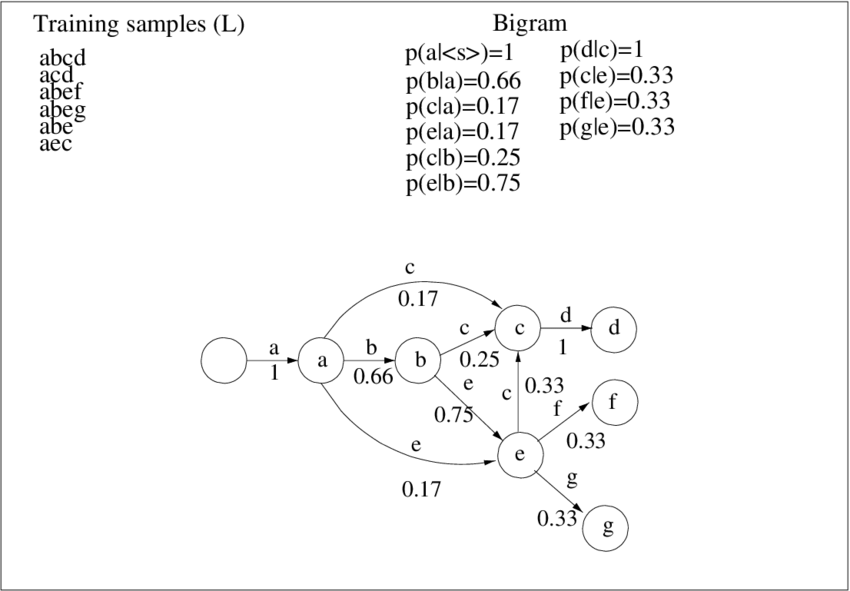 Training samples (L)
abcd
acd
abef
abeg
abe
aec
Bigram
p(a|<s>)=1
p(b|a)=0.66
p(c|a)=0.17
p(e|a)=0.17
p(c|b)=0.25
p(e|b)=0.75
p(d|c)=1
p(c|e)=0.33
p(f|e)=0.33
p(g|e)=0.33
c
0.17
a
1
a
b
0.66
b
c
0.25
c
d
1
d
e
0.75
c
0.33
f
0.33
f
e
0.17
e
g
0.33
g